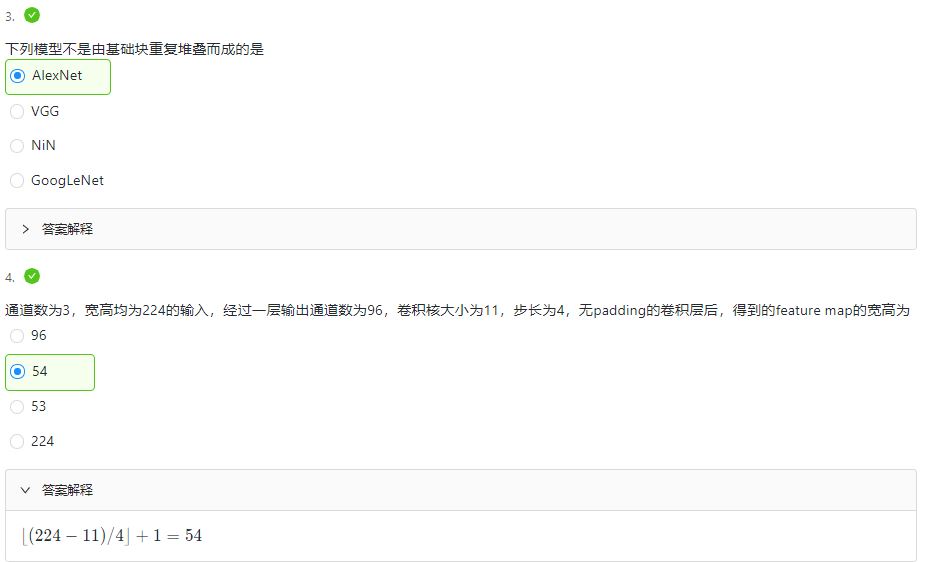 3.
下列模型不是由基础块重复堆叠而成的是
AlexNet
VGG
NiN
GoogLeNet
答案解释
4.
通道数为3，宽高均为224的输入，经过一层输出通道数为96，卷积核大小为11，步长为4，无padding的卷积层后，得到的feature map的宽高为
96
54
53
224
答案解释
⌊(224 − 11)/4⌋ + 1 = 54